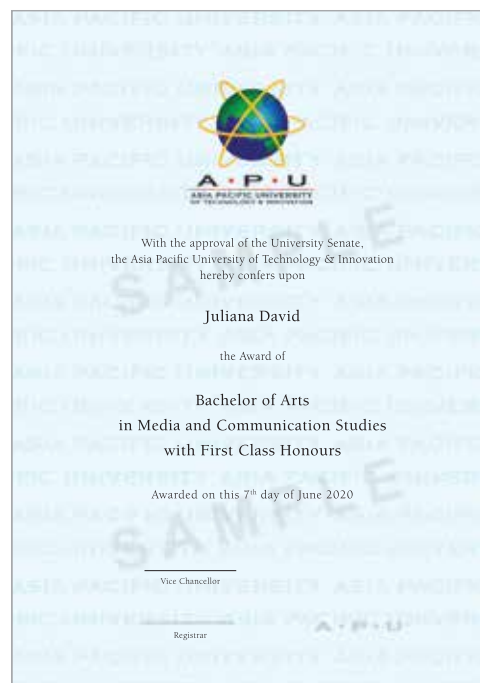 A • P • U
ASIA PACIFIC UNIVERSITY
OF TECHNOLOGY & INNOVATION
With the approval of the University Senate,
the Asia Pacific University of Technology & Innovation
hereby confers upon
Juliana David
the Award of
Bachelor of Arts
in Media and Communication Studies
with First Class Honours
Awarded on this 7th day of June 2020
SAMPLE
SAMPLE
Vice Chancellor
Registrar
A • P • U